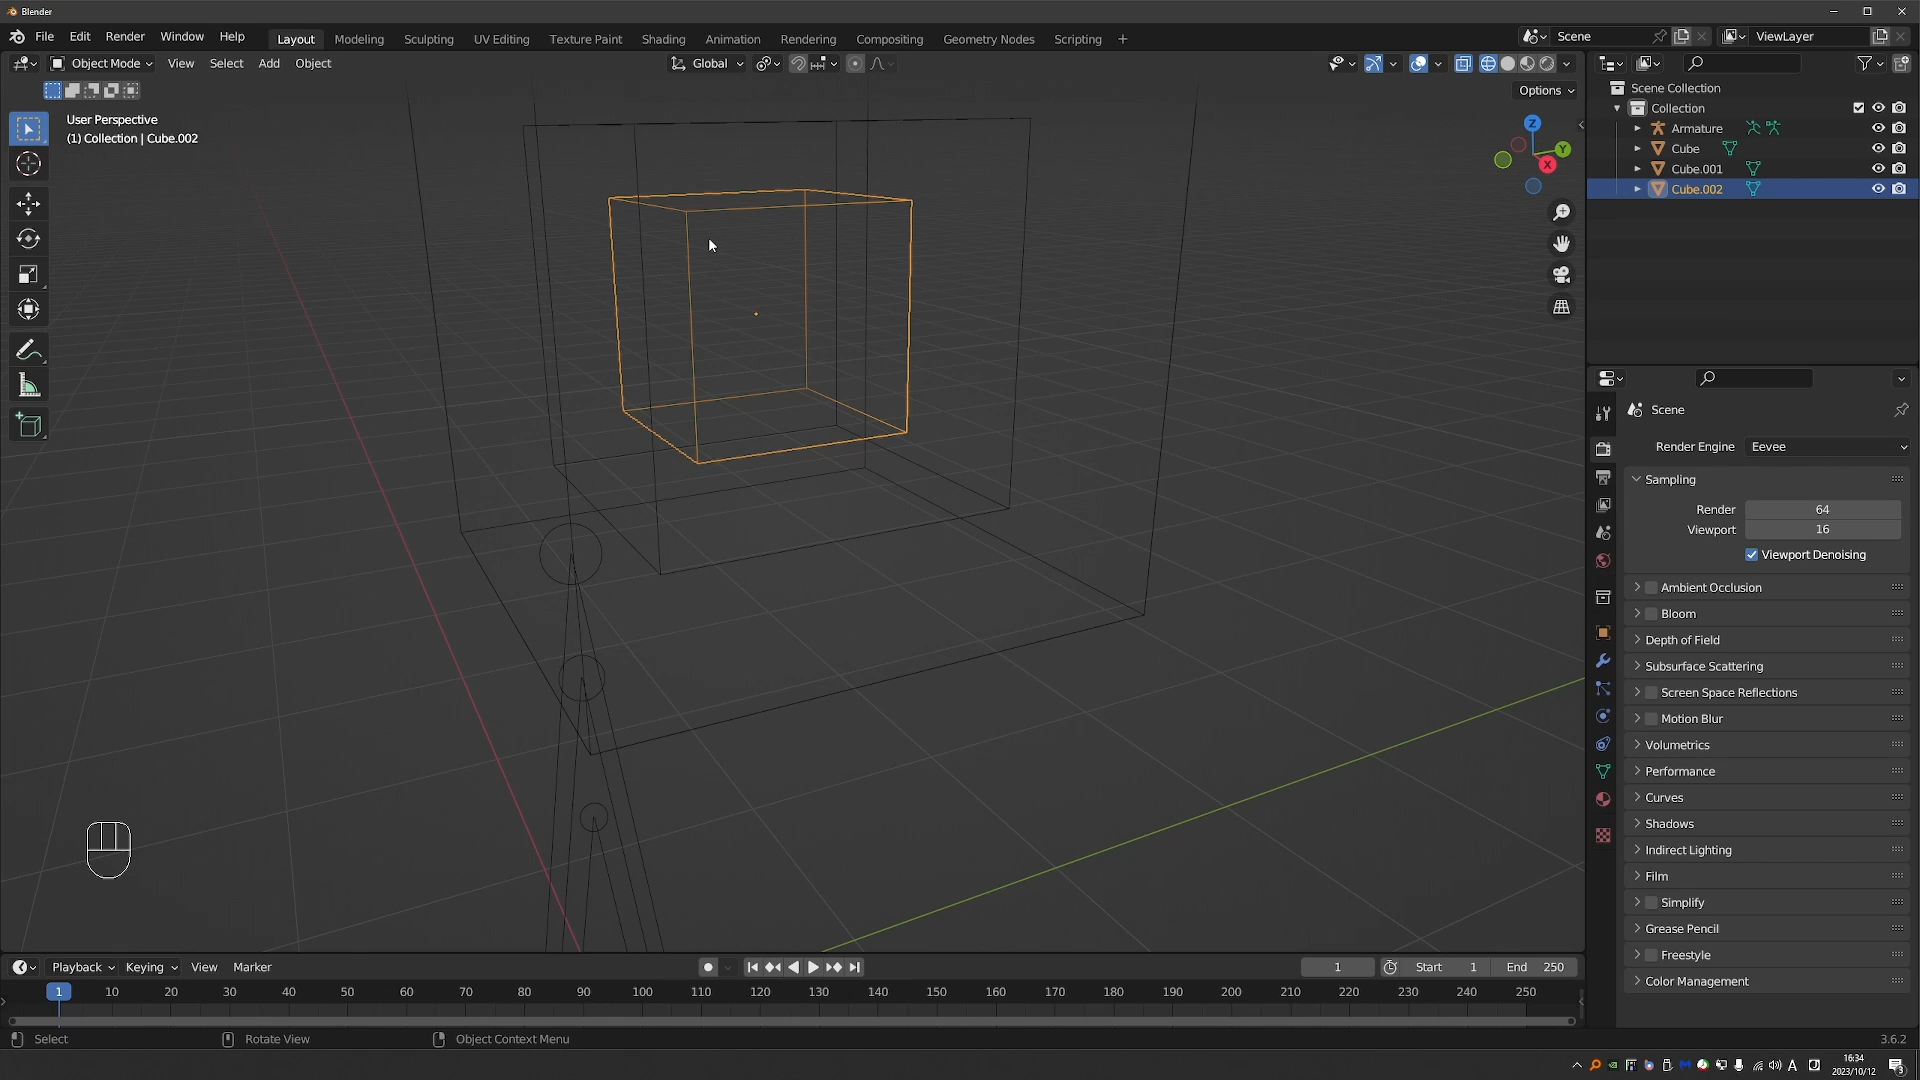 Blender
File Edit Render Window Help Layout Modeling Sculpting UV Editing Texture Paint Shading Animation Rendering Compositing Geometry Nodes Scripting + Scene ViewLayer
Object Mode View Select Add Object Global
Options
User Perspective
(1) Collection | Cube.002
Z
Y
X
Scene Collection
Collection
Armature
Cube
Cube.001
Cube.002
Scene
Render Engine Eevee
Sampling
Render 64
Viewport 16
Viewport Denoising
Ambient Occlusion
Bloom
Depth of Field
Subsurface Scattering
Screen Space Reflections
Motion Blur
Volumetrics
Performance
Curves
Shadows
Indirect Lighting
Film
Simplify
Grease Pencil
Freestyle
Color Management
Playback Keying View Marker 1 Start 1 End 250
1 10 20 30 40 50 60 70 80 90 100 110 120 130 140 150 160 170 180 190 200 210 220 230 240 250
Select Rotate View Object Context Menu 3.6.2
A 16:34
2023/10/12 3